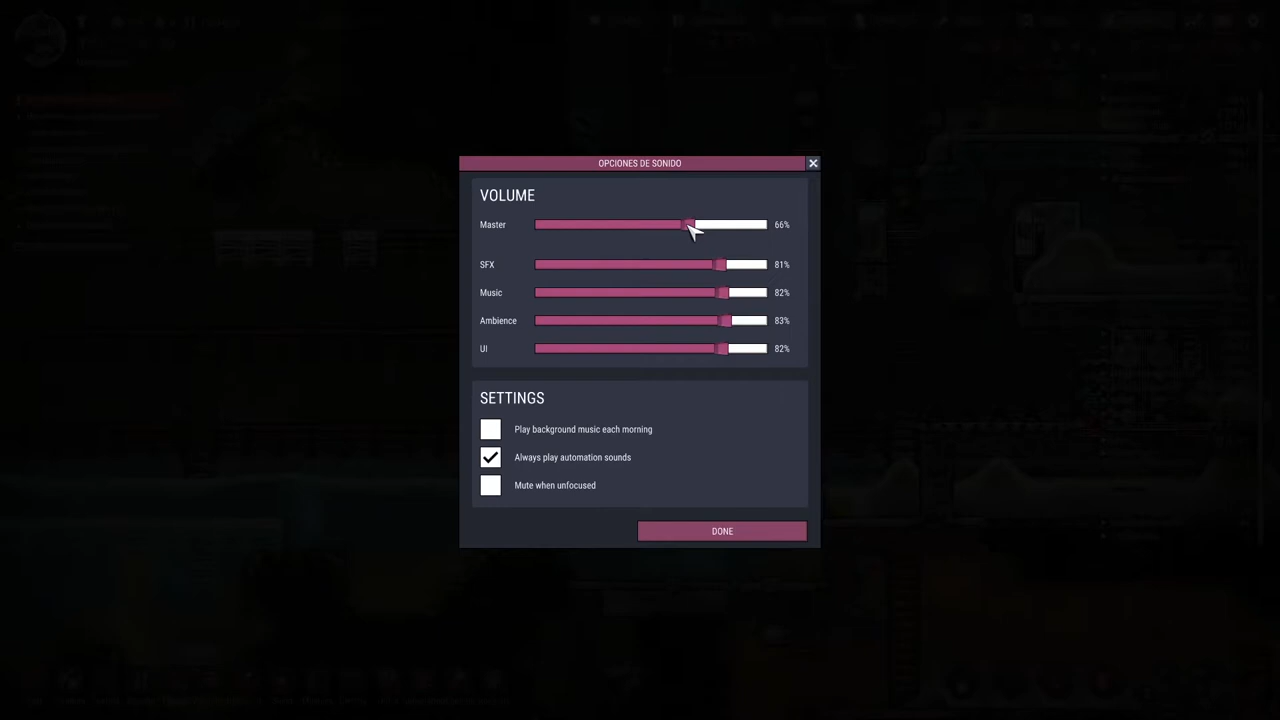 OPCIONES DE SONIDO
VOLUME
Master 66%
SFX 81%
Music 82%
Ambience 83%
UI 82%
SETTINGS
Play background music each morning
Always play automation sounds
Mute when unfocused
DONE